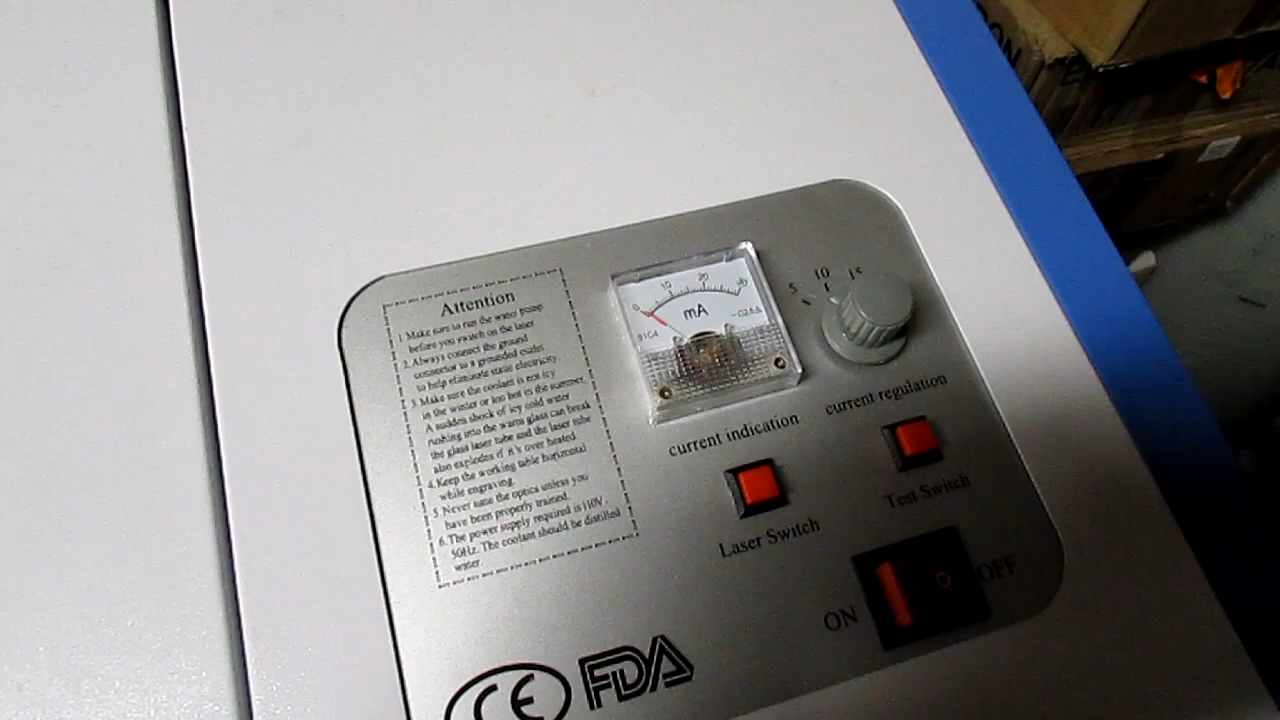 Attention
1. Make sure to run the water pump
before you switch on the laser
2. Always connect the ground
connector to a grounded outlet
to help eliminate static electricity.
3. Make sure the coolant is not icy
in the winter or too hot in the summer.
A sudden shock of icy cold water
rushing into the warm glass can break
the glass laser tube and the laser tube
also explodes if it's over heated
4. Keep the working table horizontal
while engraving.
5. Never tune the optics unless you
have been properly trained.
6. The power supply required is 110V,
50Hz. The coolant should be distilled
water.
0 10 20 30
mA
91C4
5 10 15
current indication
current regulation
Laser Switch
Test Switch
ON
OFF
CE FDA